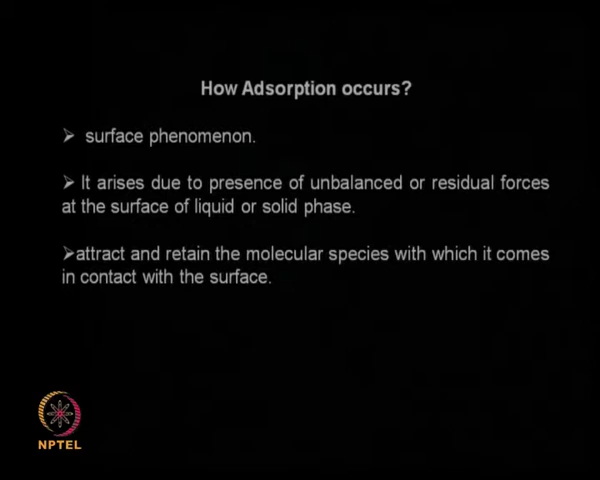 How Adsorption occurs?
➢ surface phenomenon.
➢ It arises due to presence of unbalanced or residual forces
at the surface of liquid or solid phase.
➢attract and retain the molecular species with which it comes
in contact with the surface.
NPTEL